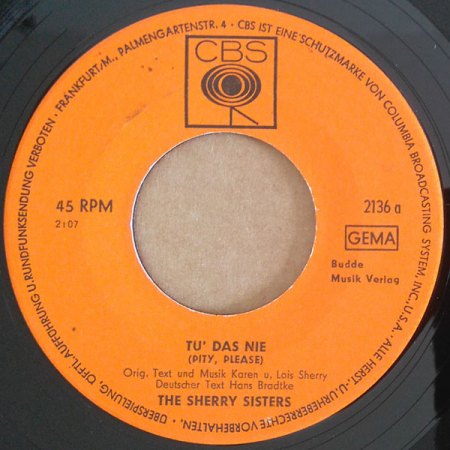 CBS
FRANKFURT/M., PALMENGARTENSTR. 4 • CBS IST EINE SCHUTZMARKE VON COLUMBIA BROADCASTING SYSTEM, INC., U.S.A. • ALLE HERST.- U. URHEBERRECHTE VORBEHALTEN. • ÜBERSPIELUNG, ÖFFTL. AUFFÜHRUNG U. RUNDFUNKSENDUNG VERBOTEN •
45 RPM
2:07
2136 a
GEMA
Budde
Musik Verlag
TU' DAS NIE
(PITY, PLEASE)
Orig. Text und Musik Karen u. Lois Sherry
Deutscher Text Hans Bradtke
THE SHERRY SISTERS